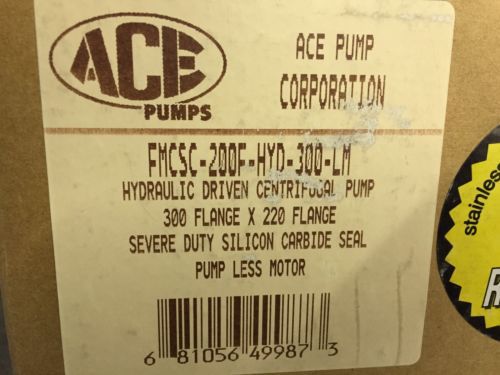 ACE
PUMPS
ACE PUMP
CORPORATION
FMCSC-200F-HYD-300-LM
HYDRAULIC DRIVEN CENTRIFUGAL PUMP
300 FLANGE X 220 FLANGE
SEVERE DUTY SILICON CARBIDE SEAL
PUMP LESS MOTOR
6 81056 49987 3
stainless